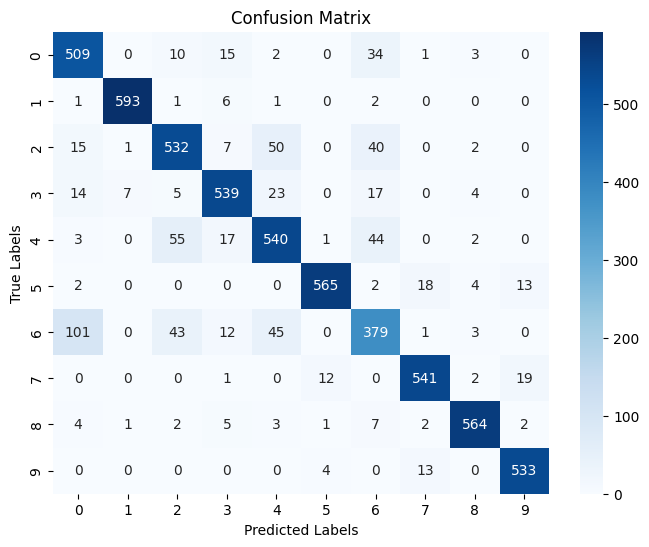 Confusion Matrix
0 509 0 10 15 2 0 34 1 3 0
1 1 593 1 6 1 0 2 0 0 0
2 15 1 532 7 50 0 40 0 2 0
3 14 7 5 539 23 0 17 0 4 0
4 3 0 55 17 540 1 44 0 2 0
5 2 0 0 0 0 565 2 18 4 13
6 101 0 43 12 45 0 379 1 3 0
7 0 0 0 1 0 12 0 541 2 19
8 4 1 2 5 3 1 7 2 564 2
9 0 0 0 0 0 4 0 13 0 533
0 1 2 3 4 5 6 7 8 9
Predicted Labels
True Labels
500
400
300
200
100
0